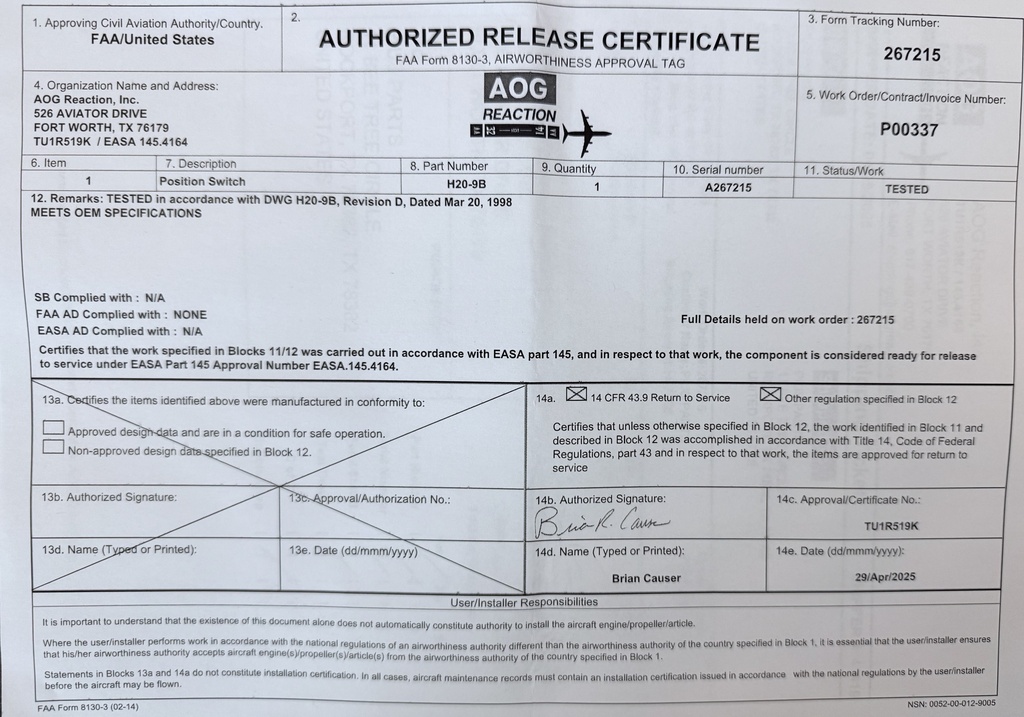 1. Approving Civil Aviation Authority/Country.
FAA/United States
2.
AUTHORIZED RELEASE CERTIFICATE
FAA Form 8130-3, AIRWORTHINESS APPROVAL TAG
3. Form Tracking Number:
267215
4. Organization Name and Address:
AOG Reaction, Inc.
526 AVIATOR DRIVE
FORT WORTH, TX 76179
TU1R519K / EASA 145.4164
AOG
REACTION
5. Work Order/Contract/Invoice Number:
P00337
6. Item
7. Description
8. Part Number
9. Quantity
10. Serial number
11. Status/Work
1
Position Switch
H20-9B
1
A267215
TESTED
12. Remarks: TESTED in accordance with DWG H20-9B, Revision D, Dated Mar 20, 1998
MEETS OEM SPECIFICATIONS
SB Complied with : N/A
FAA AD Complied with : NONE
EASA AD Complied with : N/A
Full Details held on work order : 267215
Certifies that the work specified in Blocks 11/12 was carried out in accordance with EASA part 145, and in respect to that work, the component is considered ready for release
to service under EASA Part 145 Approval Number EASA.145.4164.
13a. Certifies the items identified above were manufactured in conformity to:
Approved design data and are in a condition for safe operation.
Non-approved design data specified in Block 12.
14a. 14 CFR 43.9 Return to Service
Other regulation specified in Block 12
Certifies that unless otherwise specified in Block 12, the work identified in Block 11 and
described in Block 12 was accomplished in accordance with Title 14, Code of Federal
Regulations, part 43 and in respect to that work, the items are approved for return to
service
13b. Authorized Signature:
13c. Approval/Authorization No.:
14b. Authorized Signature:
Brian R. Causer
14c. Approval/Certificate No.:
TU1R519K
13d. Name (Typed or Printed):
13e. Date (dd/mmm/yyyy)
14d. Name (Typed or Printed):
Brian Causer
14e. Date (dd/mmm/yyyy):
29/Apr/2025
User/Installer Responsibilities
It is important to understand that the existence of this document alone does not automatically constitute authority to install the aircraft engine/propeller/article.
Where the user/installer performs work in accordance with the national regulations of an airworthiness authority different than the airworthiness authority of the country specified in Block 1, it is essential that the user/installer ensures
that his/her airworthiness authority accepts aircraft engine(s)/propeller(s)/article(s) from the airworthiness authority of the country specified in Block 1.
Statements in Blocks 13a and 14a do not constitute installation certification. In all cases, aircraft maintenance records must contain an installation certification issued in accordance with the national regulations by the user/installer
before the aircraft may be flown.
FAA Form 8130-3 (02-14)
NSN: 0052-00-012-9005